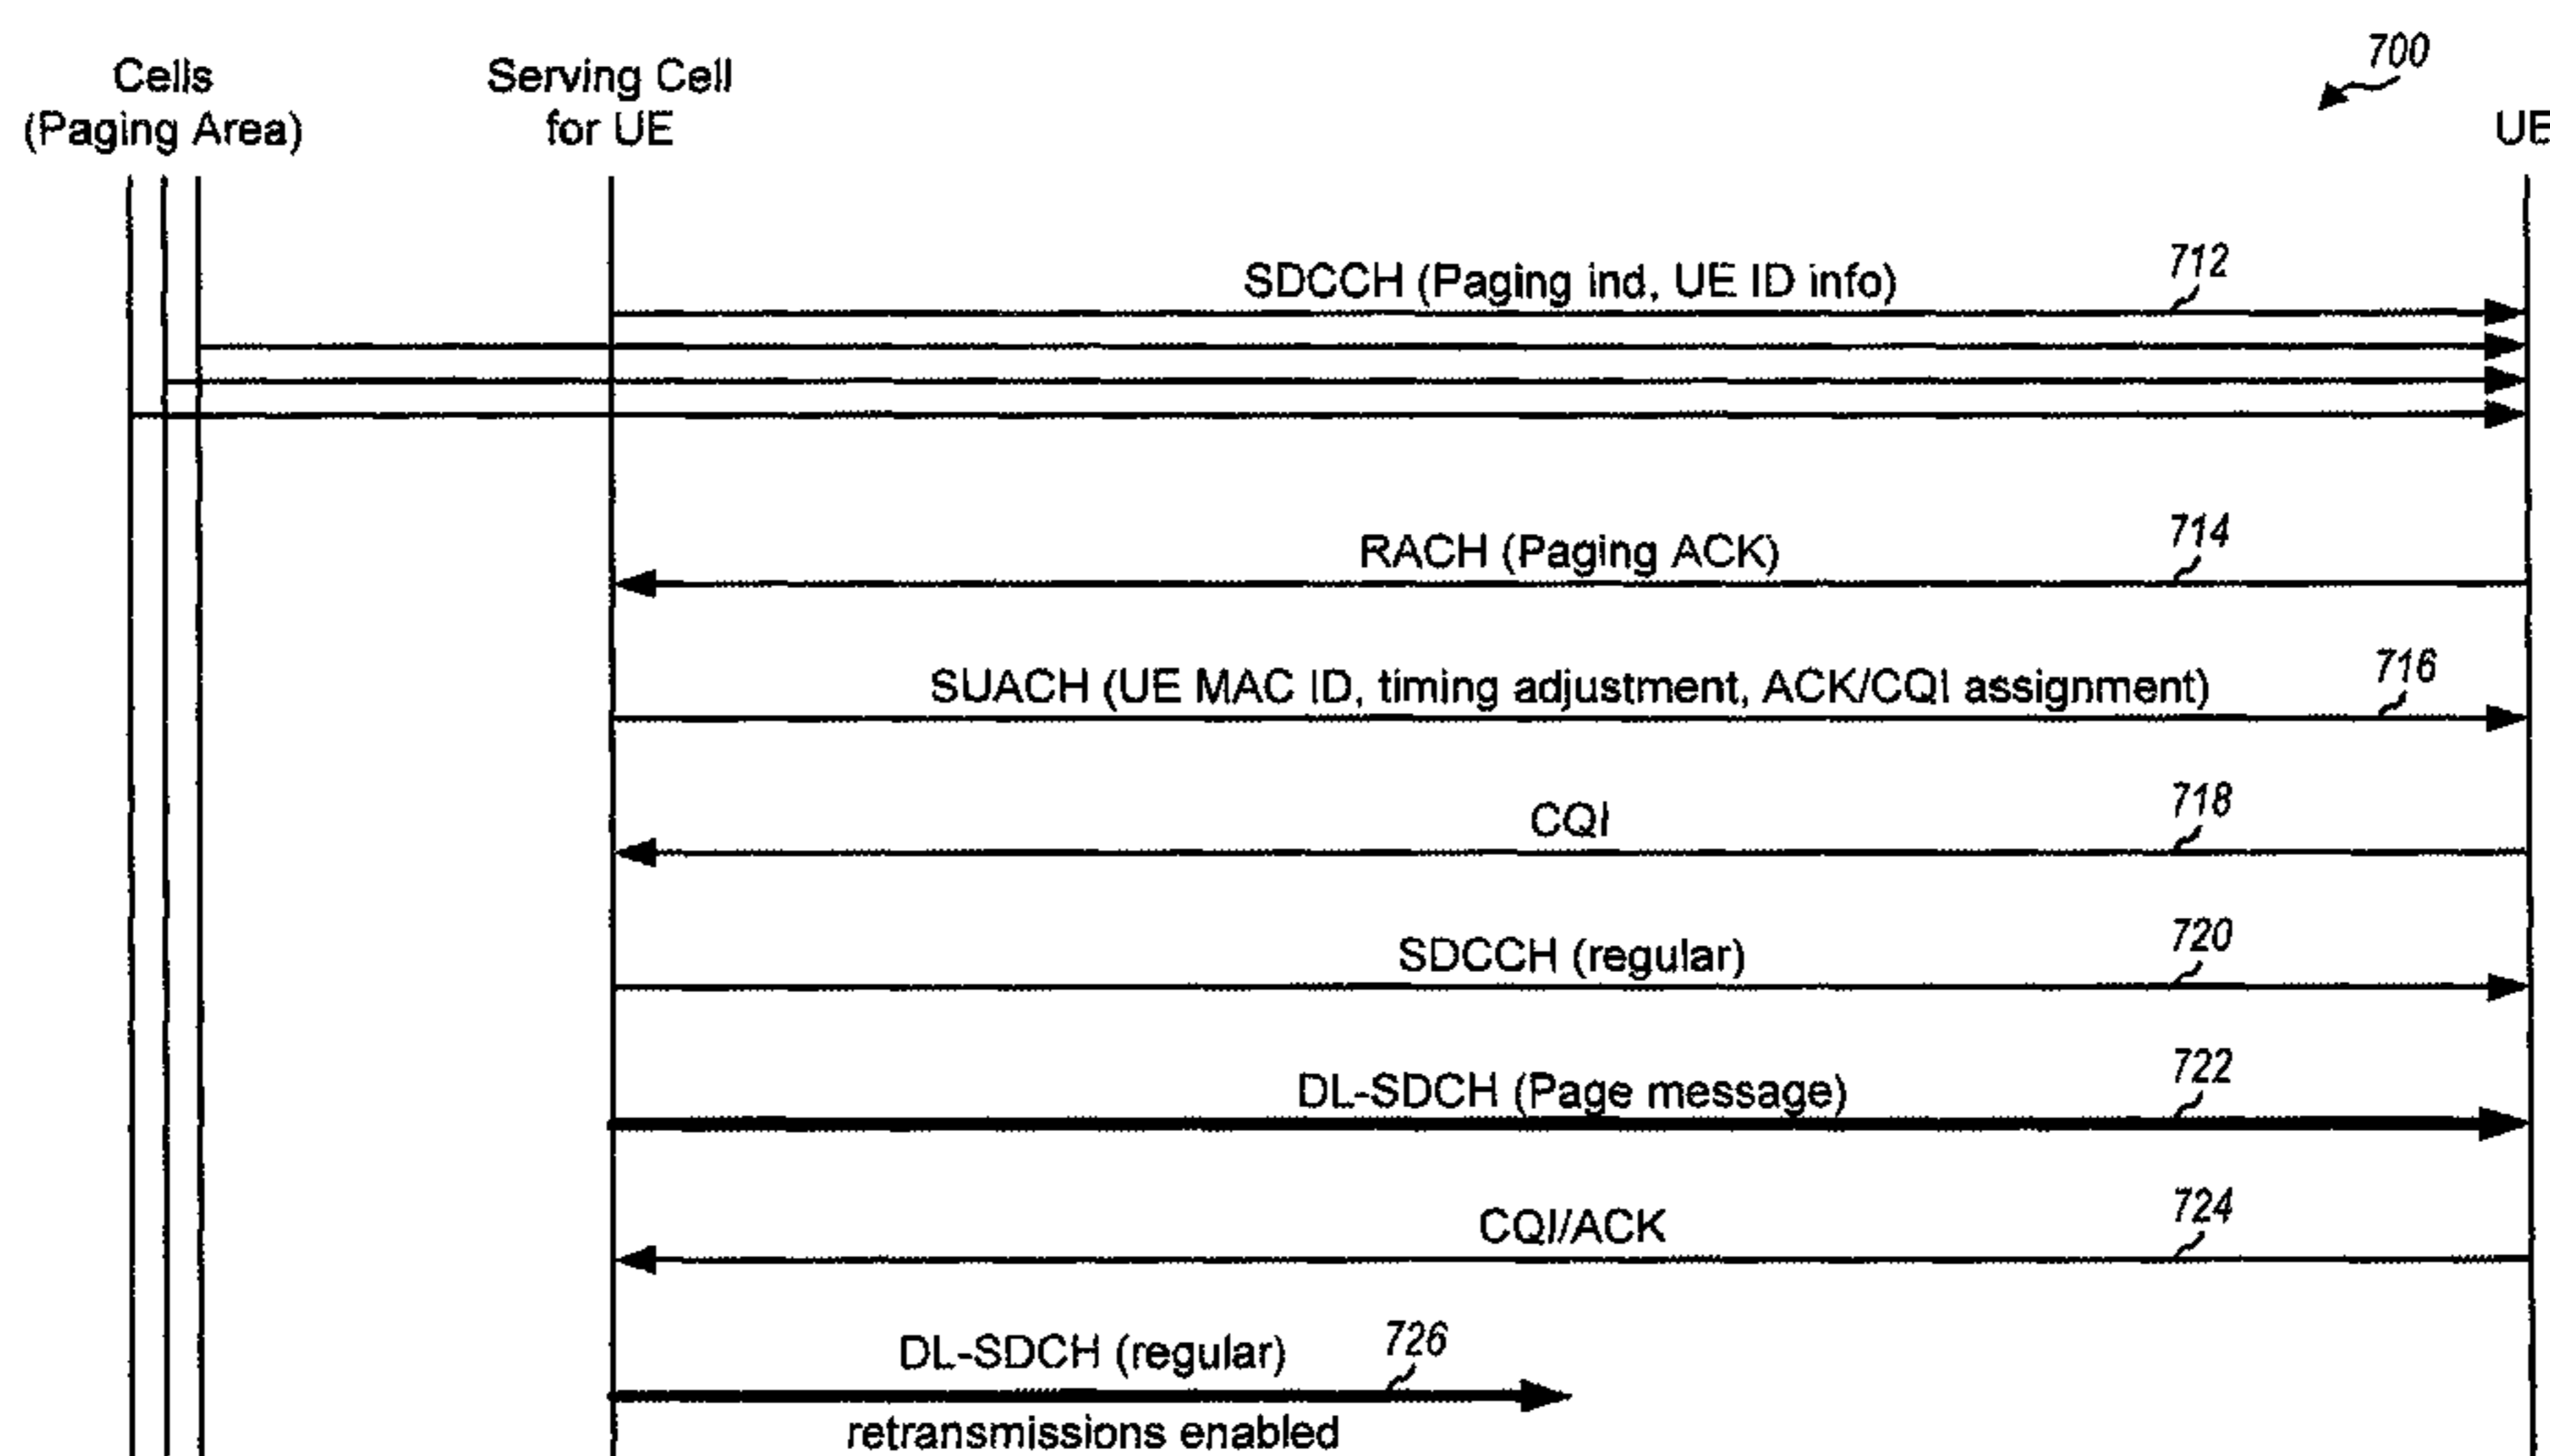 700
Cells
(Paging Area)
Serving Cell
for UE
UE
SDCCH (Paging ind, UE ID info)
712
RACH (Paging ACK)
714
SUACH (UE MAC ID, timing adjustment, ACK/CQI assignment)
716
CQI
718
SDCCH (regular)
720
DL-SDCH (Page message)
722
CQI/ACK
724
DL-SDCH (regular)
726
retransmissions enabled